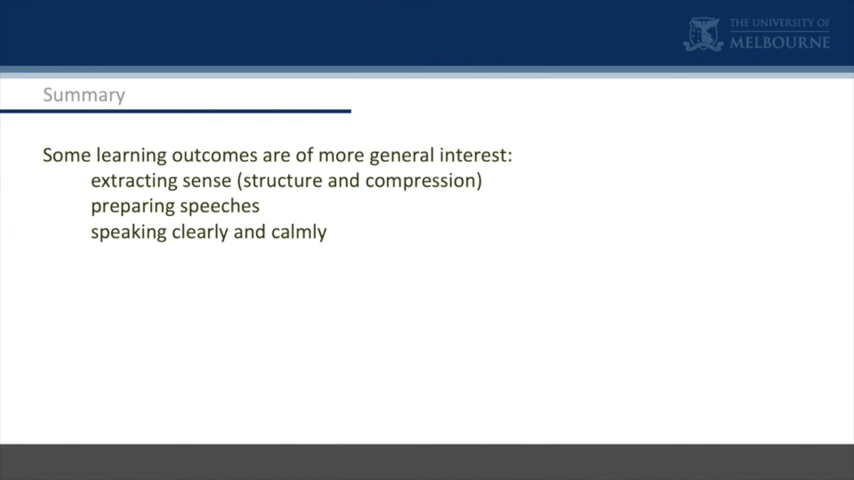 THE UNIVERSITY OF
MELBOURNE
Summary
Some learning outcomes are of more general interest:
extracting sense (structure and compression)
preparing speeches
speaking clearly and calmly